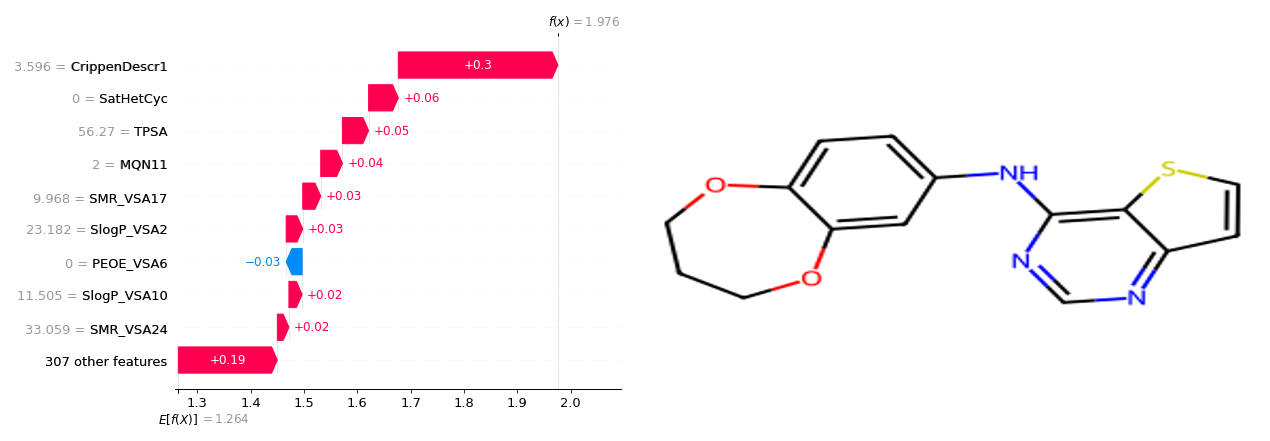 f(x) = 1.976
3.596 = CrippenDescr1
+0.3
0 = SatHetCyc
+0.06
56.27 = TPSA
+0.05
2 = MQN11
+0.04
9.968 = SMR_VSA17
+0.03
23.182 = SlogP_VSA2
+0.03
0 = PEOE_VSA6
−0.03
11.505 = SlogP_VSA10
+0.02
33.059 = SMR_VSA24
+0.02
307 other features
+0.19
1.3 1.4 1.5 1.6 1.7 1.8 1.9 2.0
E[f(X)] = 1.264
S
NH
O
N
O
N